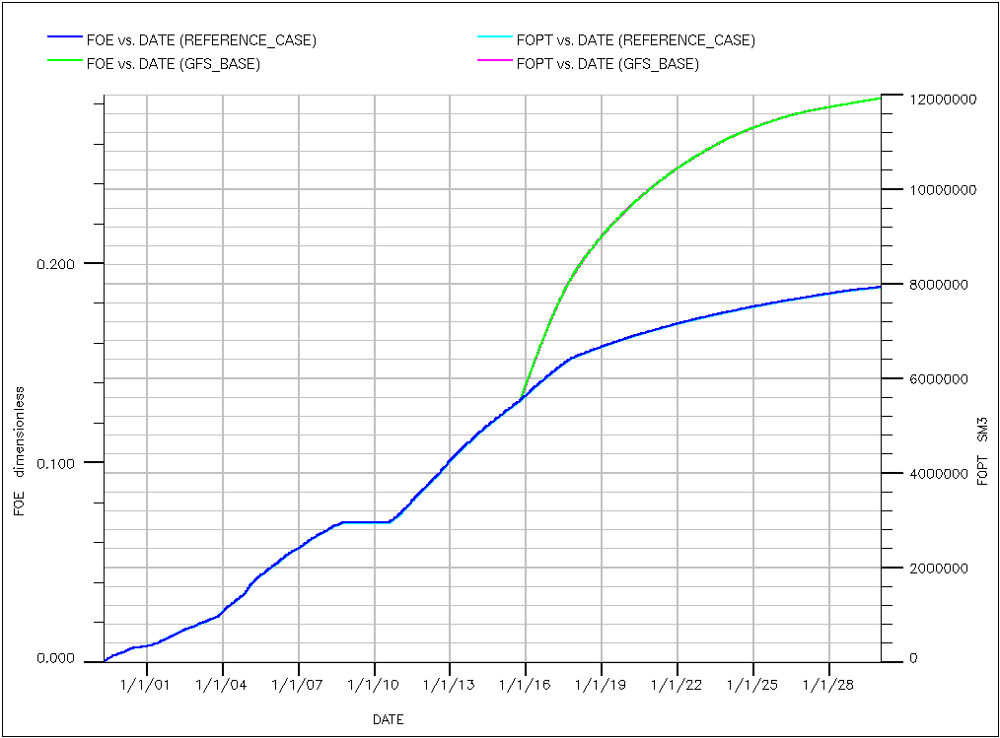 FOE vs. DATE (REFERENCE_CASE)
FOPT vs. DATE (REFERENCE_CASE)
FOE vs. DATE (GFS_BASE)
FOPT vs. DATE (GFS_BASE)
12000000
10000000
0.200
8000000
6000000
FOE dimensionless
FOPT SM3
0.100
4000000
2000000
0.000
0
1/1/01
1/1/04
1/1/07
1/1/10
1/1/13
1/1/16
1/1/19
1/1/22
1/1/25
1/1/28
DATE